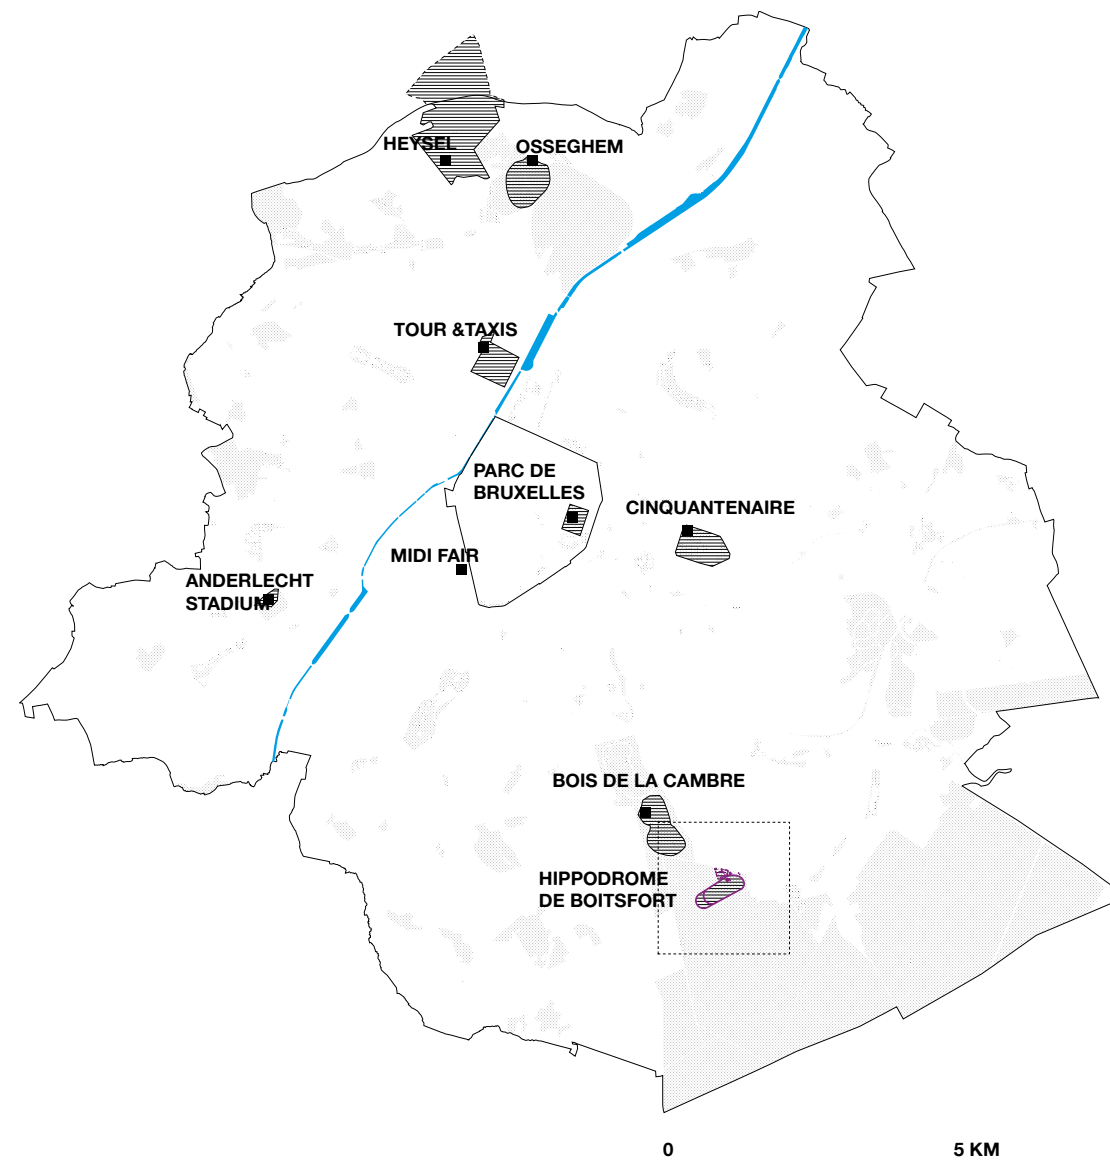 HEYSEL
OSSEGHEM
TOUR &TAXIS
PARC DE
BRUXELLES
CINQUANTENAIRE
MIDI FAIR
ANDERLECHT
STADIUM
BOIS DE LA CAMBRE
HIPPODROME
DE BOITSFORT
0 5 KM